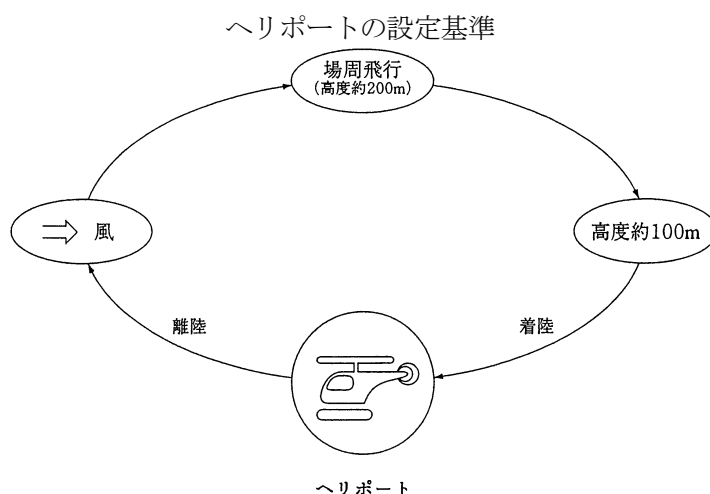 ヘリポートの設定基準
場周飛行
(高度約200m)
風
高度約100m
離陸
着陸
ヘリポート